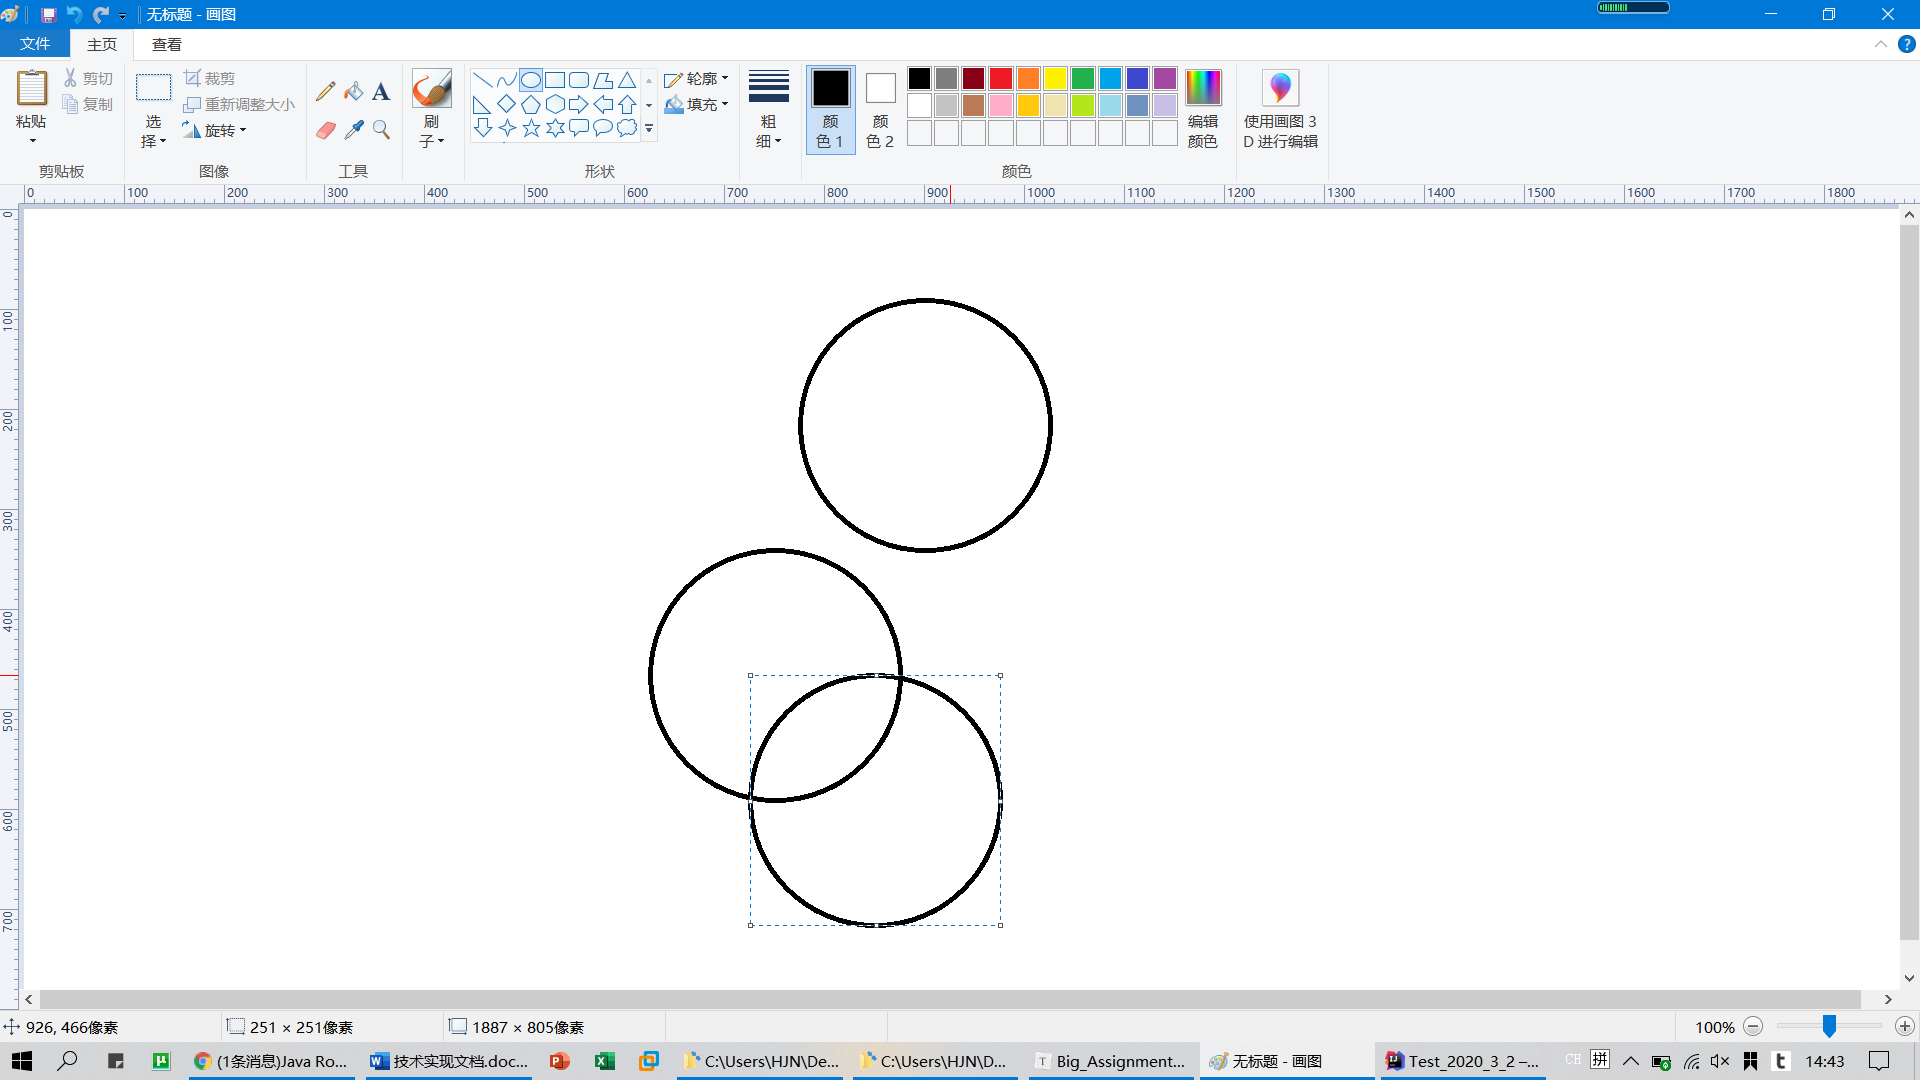 无标题 - 画图
文件 主页 查看
粘贴 剪切 复制 剪贴板
选择 裁剪 重新调整大小 旋转 图像
A
工具
刷子
形状
轮廓 填充
粗细
颜色 1 颜色 2
编辑颜色
颜色
使用画图 3D 进行编辑
0 100 200 300 400 500 600 700 800 900 1000 1100 1200 1300 1400 1500 1600 1700 1800
0
100
200
300
400
500
600
700
926, 466像素 251 × 251像素 1887 × 805像素 100%
(1条消息)Java Ro... 技术实现文档.doc... C:\Users\HJN\De... C:\Users\HJN\D... Big_Assignment... 无标题 - 画图 Test_2020_3_2 –... CH 拼 14:43